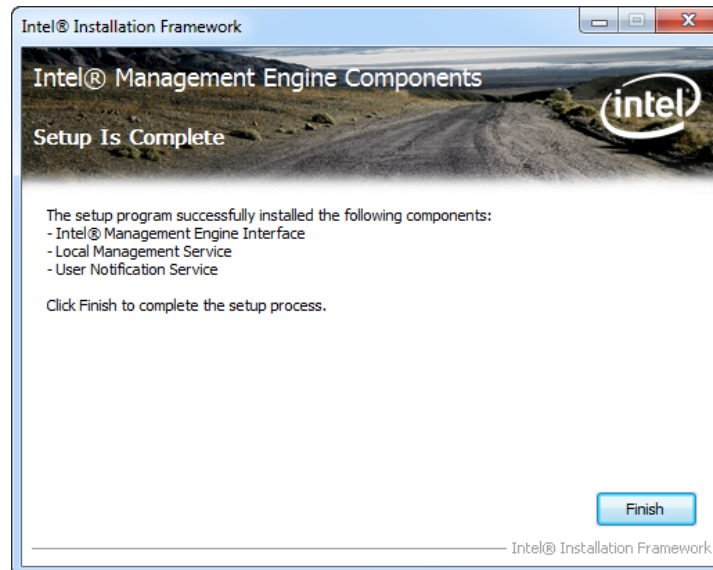 Intel® Installation Framework
Intel® Management Engine Components
intel
Setup Is Complete
The setup program successfully installed the following components:
- Intel® Management Engine Interface
- Local Management Service
- User Notification Service
Click Finish to complete the setup process.
Finish
Intel® Installation Framework